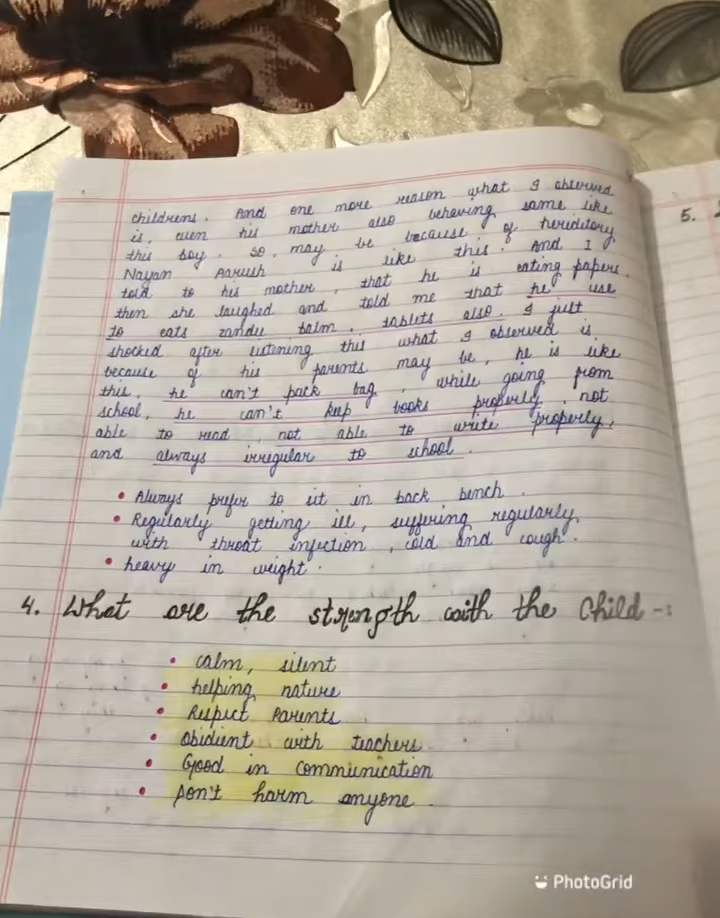 childrens. And one more reason what I observed
is, even his mother also behaving same like
this boy. So, may be because of hereditory
Nayan Aarush is like this. And I
told to his mother, that he is eating papers.
then she laughed and told me that he use
to eats zandu balm, tablets also. I just
shocked after listening this what I observed is
because of his parents may be, he is like
this, he can't pack bag, while going from
school, he can't keep books properly, not
able to read, not able to write properly,
and always irregular to school.
• Always prefer to sit in back bench.
• Regularly getting ill, suffering regularly
with throat infection, cold and cough.
• heavy in weight.
5.
4. What are the strength with the child -:
• calm, silent
• helping nature
• Respect Parents
• obidient with teachers
• Good in communication
• Don't harm anyone.
PhotoGrid